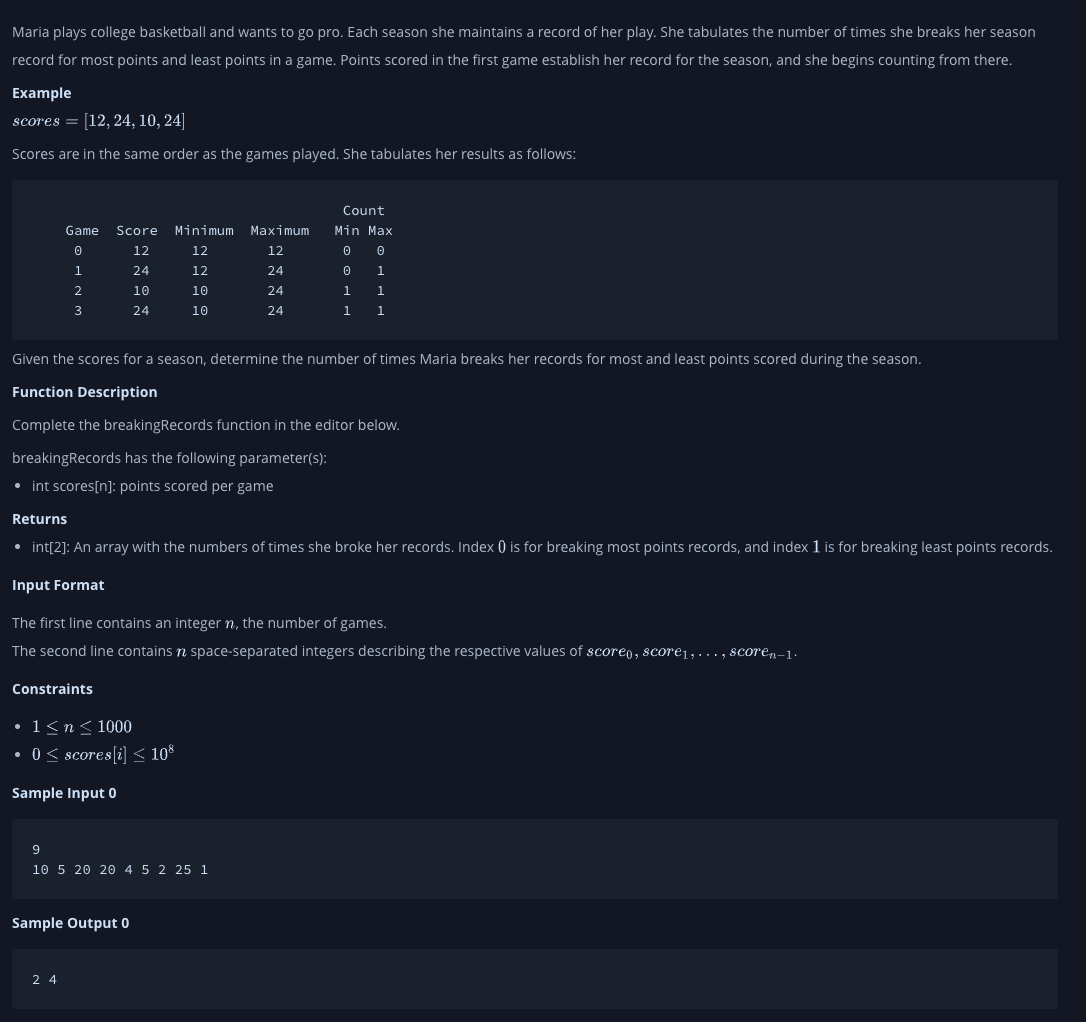 Maria plays college basketball and wants to go pro. Each season she maintains a record of her play. She tabulates the number of times she breaks her season
record for most points and least points in a game. Points scored in the first game establish her record for the season, and she begins counting from there.
Example
scores = [12, 24, 10, 24]
Scores are in the same order as the games played. She tabulates her results as follows:
Count
Game Score Minimum Maximum Min Max
0 12 12 12 0 0
1 24 12 24 0 1
2 10 10 24 1 1
3 24 10 24 1 1
Given the scores for a season, determine the number of times Maria breaks her records for most and least points scored during the season.
Function Description
Complete the breakingRecords function in the editor below.
breakingRecords has the following parameter(s):
• int scores[n]: points scored per game
Returns
• int[2]: An array with the numbers of times she broke her records. Index 0 is for breaking most points records, and index 1 is for breaking least points records.
Input Format
The first line contains an integer n, the number of games.
The second line contains n space-separated integers describing the respective values of score₀, score₁, . . . , scoreₙ₋₁.
Constraints
• 1 ≤ n ≤ 1000
• 0 ≤ scores[i] ≤ 10⁸
Sample Input 0
9
10 5 20 20 4 5 2 25 1
Sample Output 0
2 4